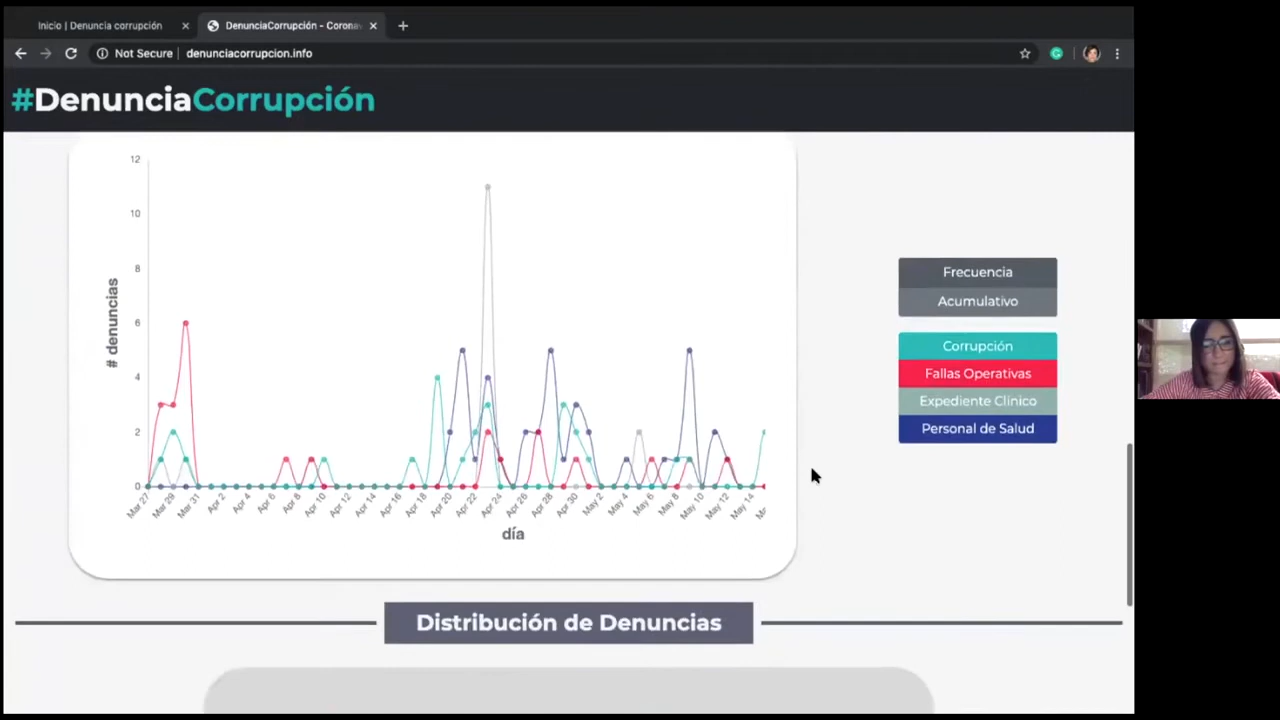 Inicio | Denuncia corrupción
DenunciaCorrupción - Corona
Not Secure
denunciacorrupcion.info
#DenunciaCorrupción
12
10
8
6
4
2
0
# denuncias
Mar 27
Mar 29
Mar 31
Apr 2
Apr 4
Apr 6
Apr 8
Apr 10
Apr 12
Apr 14
Apr 16
Apr 18
Apr 20
Apr 22
Apr 24
Apr 26
Apr 28
Apr 30
May 2
May 4
May 6
May 8
May 10
May 12
May 14
día
Frecuencia
Acumulativo
Corrupción
Fallas Operativas
Expediente Clínico
Personal de Salud
Distribución de Denuncias